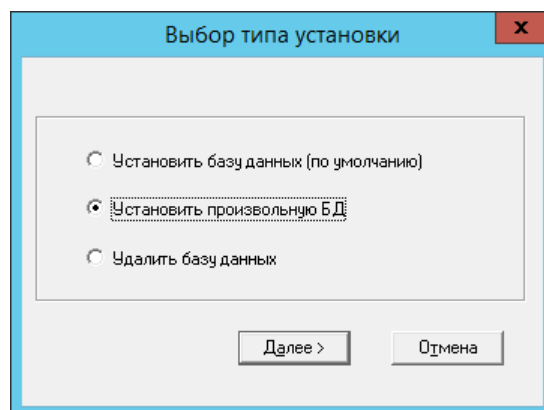 Выбор типа установки
x
Установить базу данных (по умолчанию)
Установить произвольную БД
Удалить базу данных
Далее >
Отмена